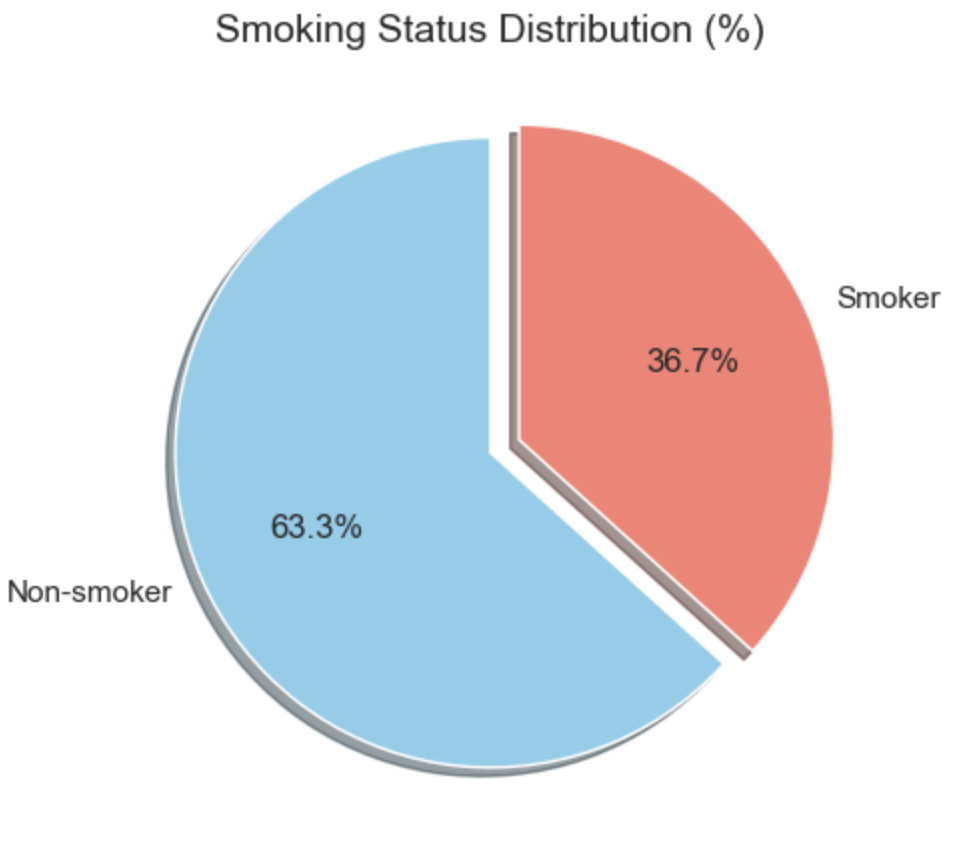 Smoking Status Distribution (%)
Smoker
36.7%
63.3%
Non-smoker